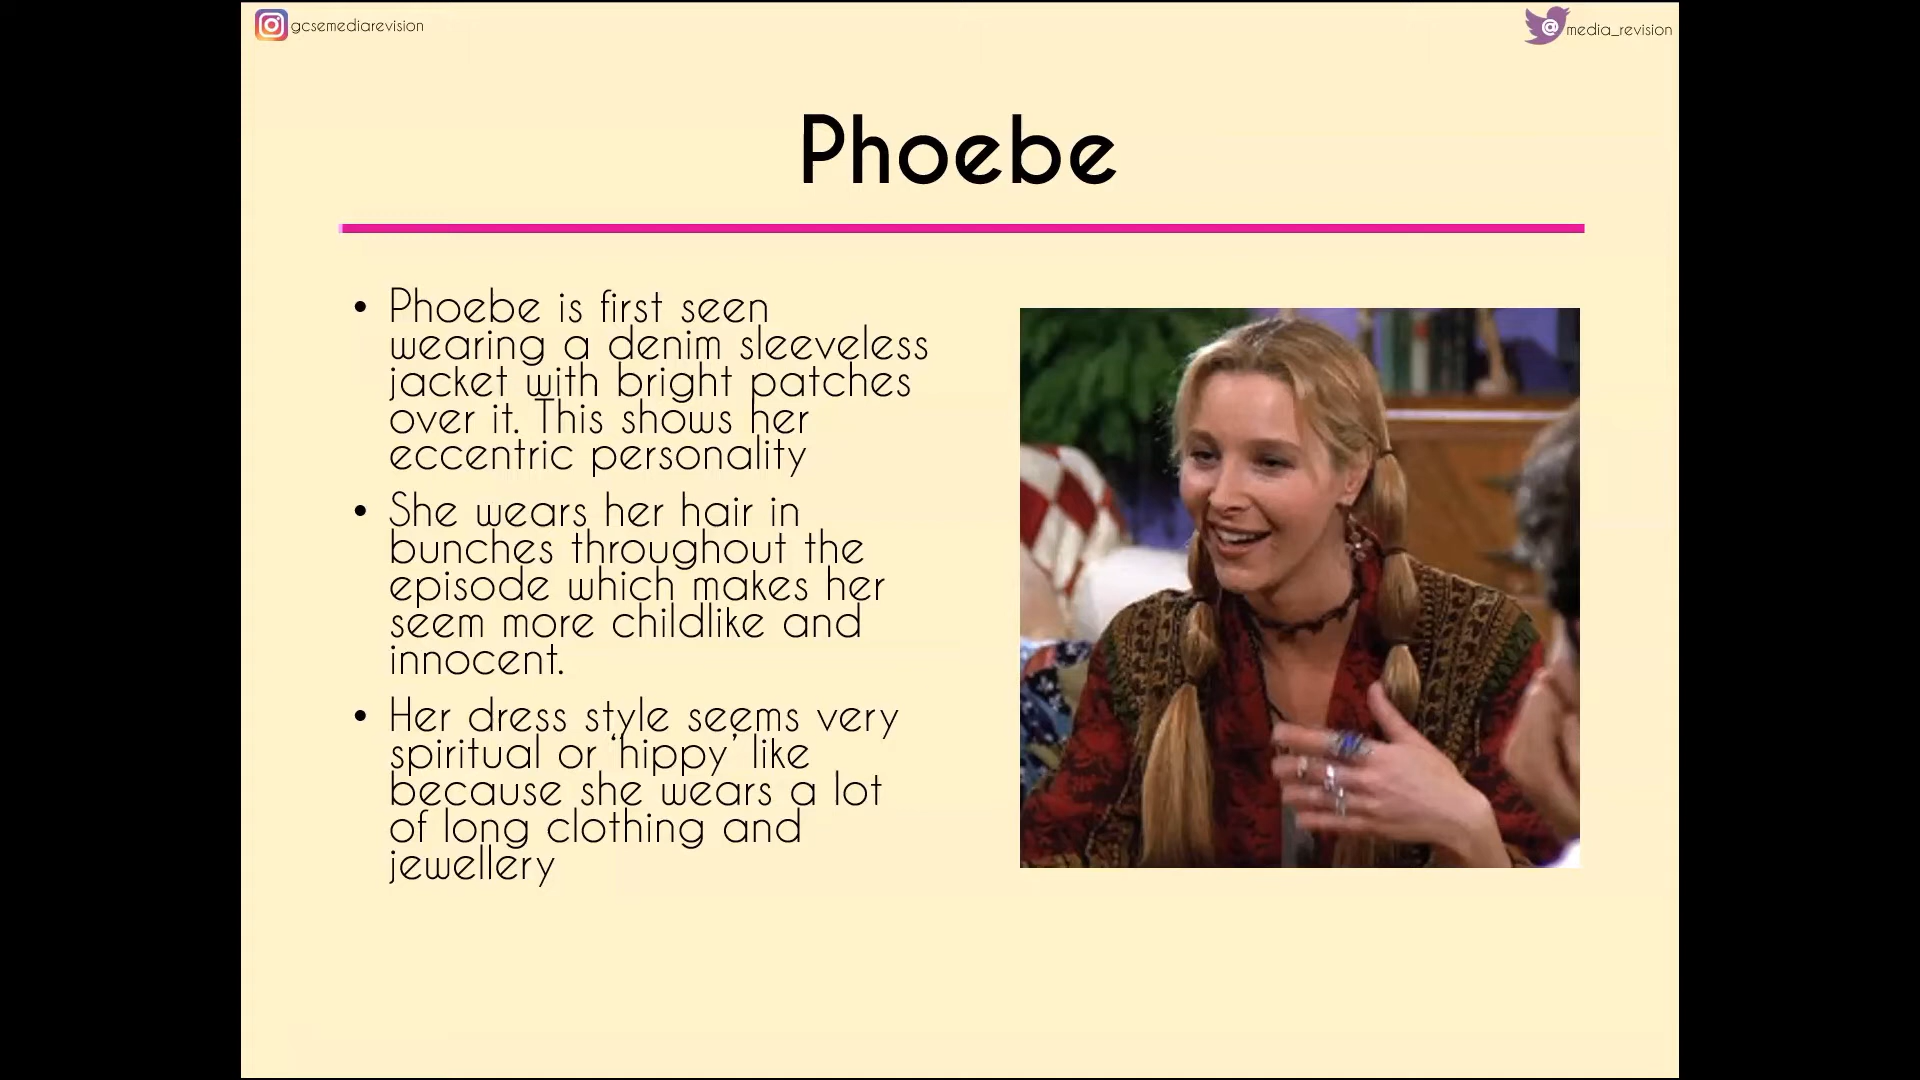 gcsemediarevision
@media_revision
Phoebe
• Phoebe is first seen
wearing a denim sleeveless
jacket with bright patches
over it. This shows her
eccentric personality
• She wears her hair in
bunches throughout the
episode which makes her
seem more childlike and
innocent.
• Her dress style seems very
spiritual or ‘hippy’ like
because she wears a lot
of long clothing and
jewellery